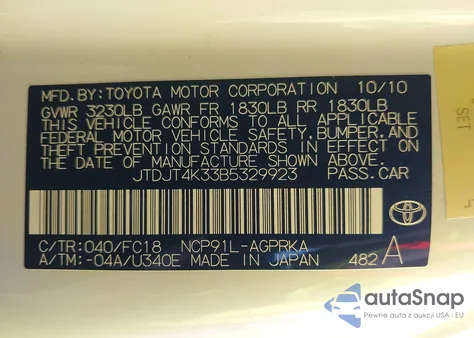 MFD.BY:TOYOTA MOTOR CORPORATION 10/10
GVWR 3230LB GAWR FR 1830LB RR 1830LB
THIS VEHICLE CONFORMS TO ALL APPLICABLE
FEDERAL MOTOR VEHICLE SAFETY, BUMPER, AND
THEFT PREVENTION STANDARDS IN EFFECT ON
THE DATE OF MANUFACTURE SHOWN ABOVE.
JTDJT4K33B5329923 PASS.CAR
TOYOTA
C/TR:040/FC18 NCP91L-AGPRKA
A/TM:-04A/U340E MADE IN JAPAN 482 A
SET
autoSnap
Pewne auta z aukcji USA i EU